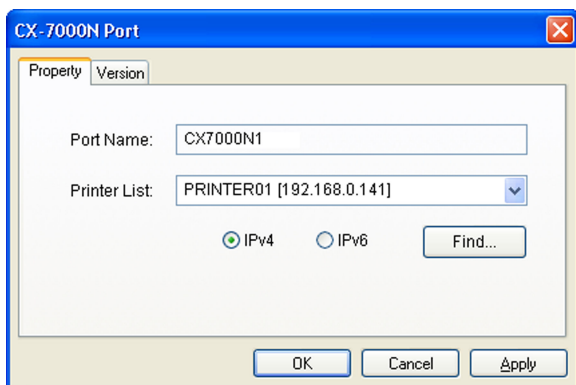 CX-7000N Port
Property Version
Port Name: CX7000N1
Printer List: PRINTER01 [192.168.0.141]
IPv4 IPv6 Find...
OK Cancel Apply